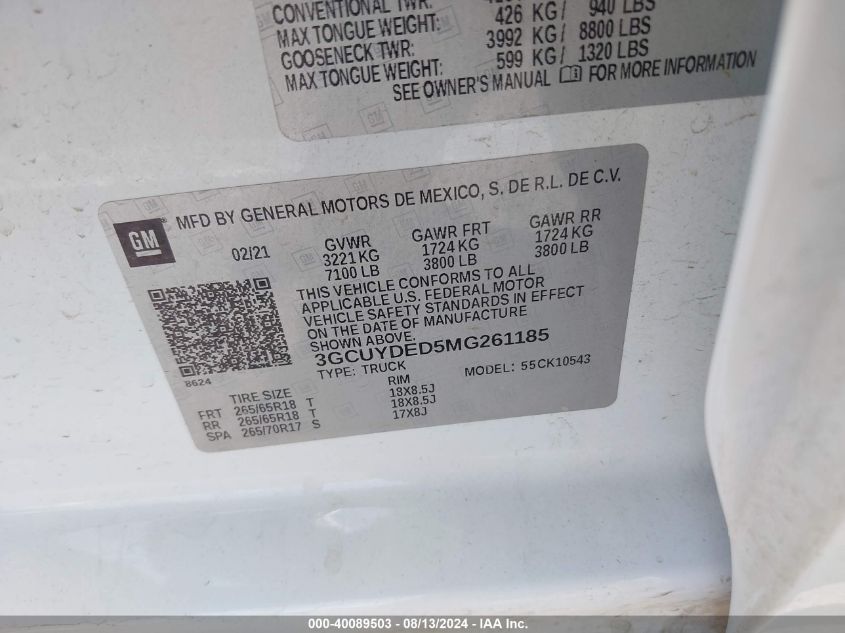 CONVENTIONAL TWR:
MAX TONGUE WEIGHT: 426 KG/ 940 LBS
GOOSENECK TWR: 3992 KG/ 8800 LBS
MAX TONGUE WEIGHT: 599 KG/ 1320 LBS
SEE OWNER'S MANUAL FOR MORE INFORMATION
GM
MFD BY GENERAL MOTORS DE MEXICO, S. DE R.L. DE C.V.
02/21 GVWR GAWR FRT GAWR RR
3221 KG 1724 KG 1724 KG
7100 LB 3800 LB 3800 LB
THIS VEHICLE CONFORMS TO ALL
APPLICABLE U.S. FEDERAL MOTOR
VEHICLE SAFETY STANDARDS IN EFFECT
ON THE DATE OF MANUFACTURE
SHOWN ABOVE.
3GCUYDED5MG261185
8624
TYPE: TRUCK MODEL: 55CK10543
TIRE SIZE RIM
FRT 265/65R18 T 18X8.5J
RR 265/65R18 T 18X8.5J
SPA 265/70R17 S 17X8J
000-40089503 - 08/13/2024 - IAA Inc.